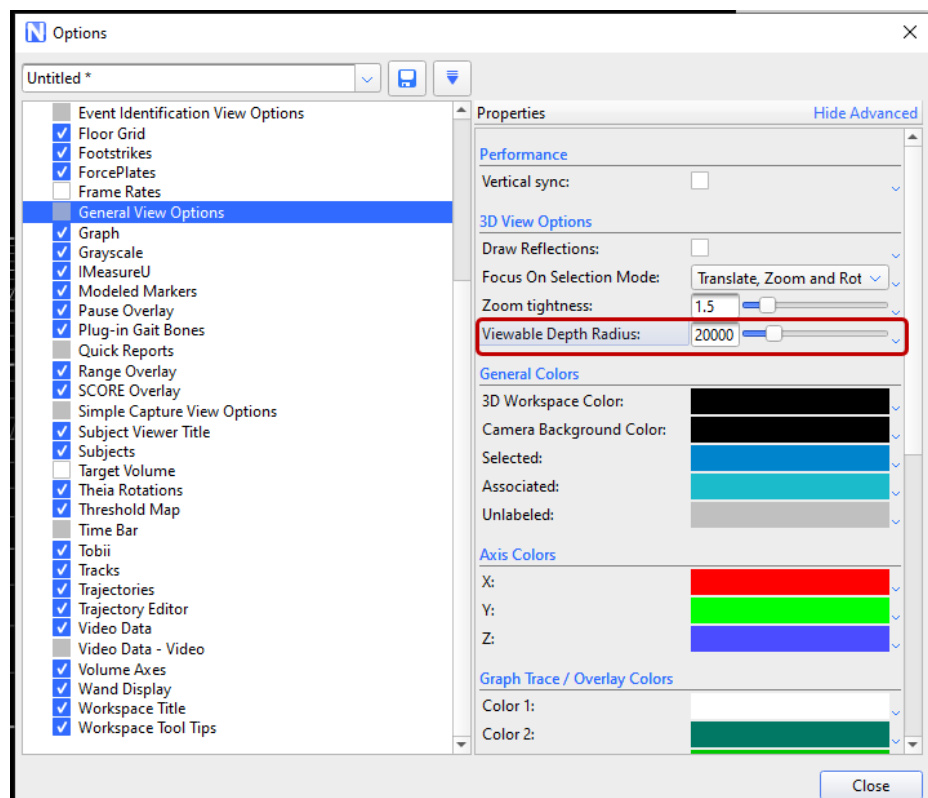 N Options
Untitled *
Event Identification View Options
Floor Grid
Footstrikes
ForcePlates
Frame Rates
General View Options
Graph
Grayscale
IMeasureU
Modeled Markers
Pause Overlay
Plug-in Gait Bones
Quick Reports
Range Overlay
SCORE Overlay
Simple Capture View Options
Subject Viewer Title
Subjects
Target Volume
Theia Rotations
Threshold Map
Time Bar
Tobii
Tracks
Trajectories
Trajectory Editor
Video Data
Video Data - Video
Volume Axes
Wand Display
Workspace Title
Workspace Tool Tips
Properties Hide Advanced
Performance
Vertical sync:
3D View Options
Draw Reflections:
Focus On Selection Mode: Translate, Zoom and Rot
Zoom tightness: 1.5
Viewable Depth Radius: 20000
General Colors
3D Workspace Color:
Camera Background Color:
Selected:
Associated:
Unlabeled:
Axis Colors
X:
Y:
Z:
Graph Trace / Overlay Colors
Color 1:
Color 2:
Close